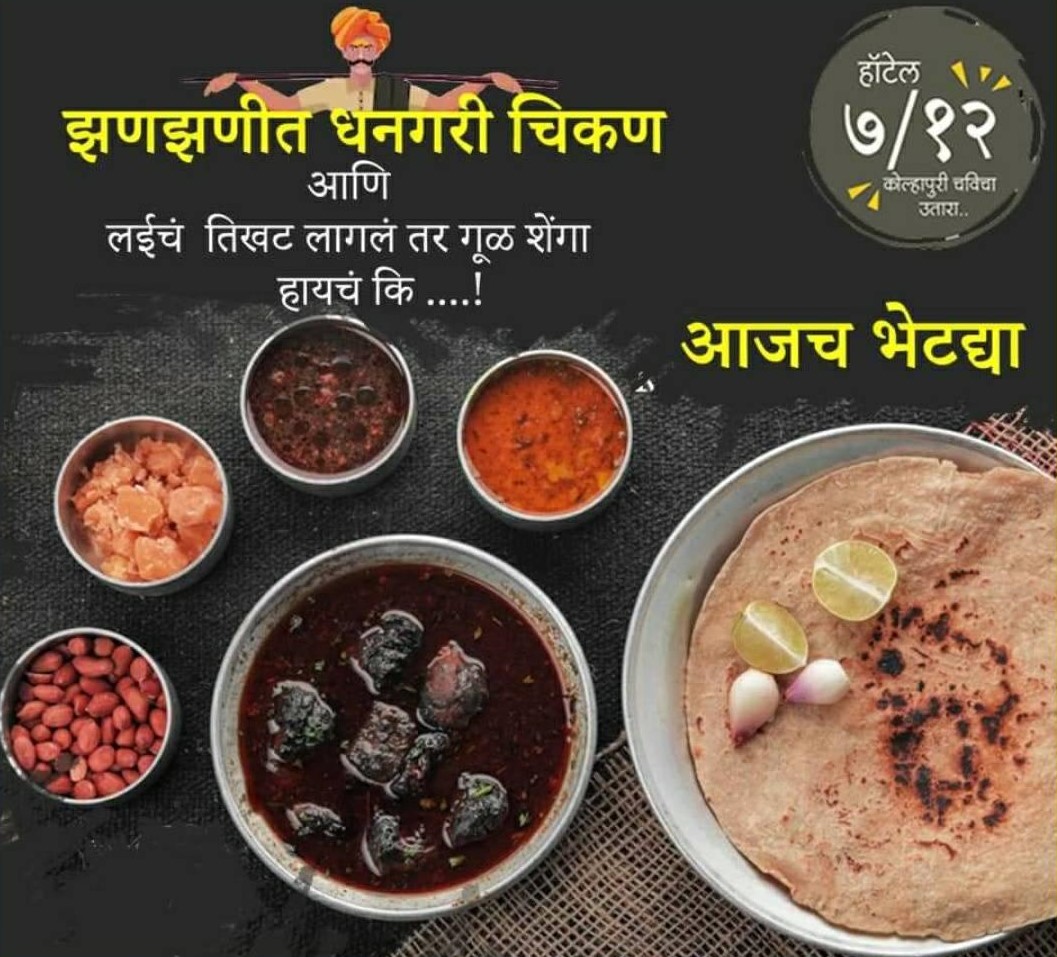 झणझणीत धनगरी चिकण
आणि
लईचं तिखट लागलं तर गूळ शेंगा
हायचं कि ....!
हॉटेल
७/१२
कोल्हापुरी चविचा
उतारा..
आजच भेटद्या